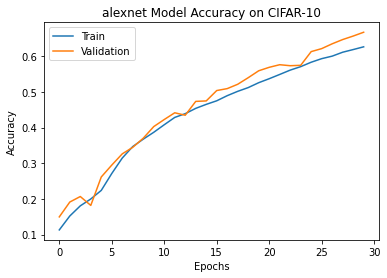 alexnet Model Accuracy on CIFAR-10
Train
Validation
Accuracy
0.6
0.5
0.4
0.3
0.2
0.1
0 5 10 15 20 25 30
Epochs